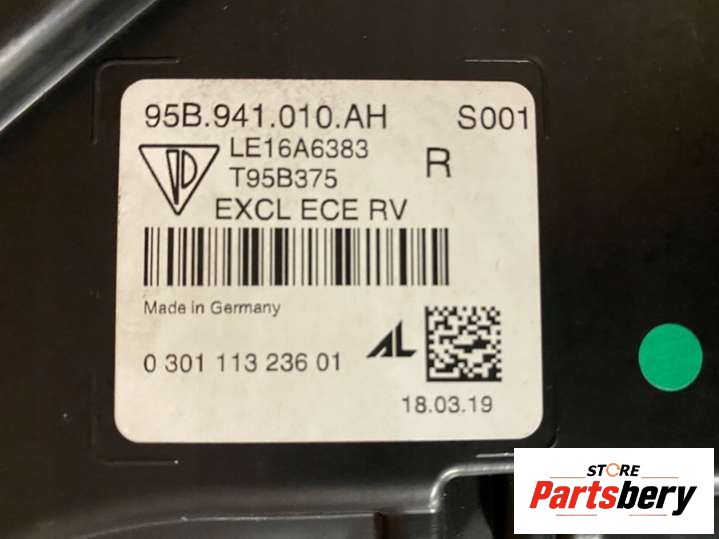 95B.941.010.AH S001
LE16A6383 R
T95B375
EXCL ECE RV
Made in Germany
0 301 113 236 01 AL
18.03.19
STORE
Partsbery